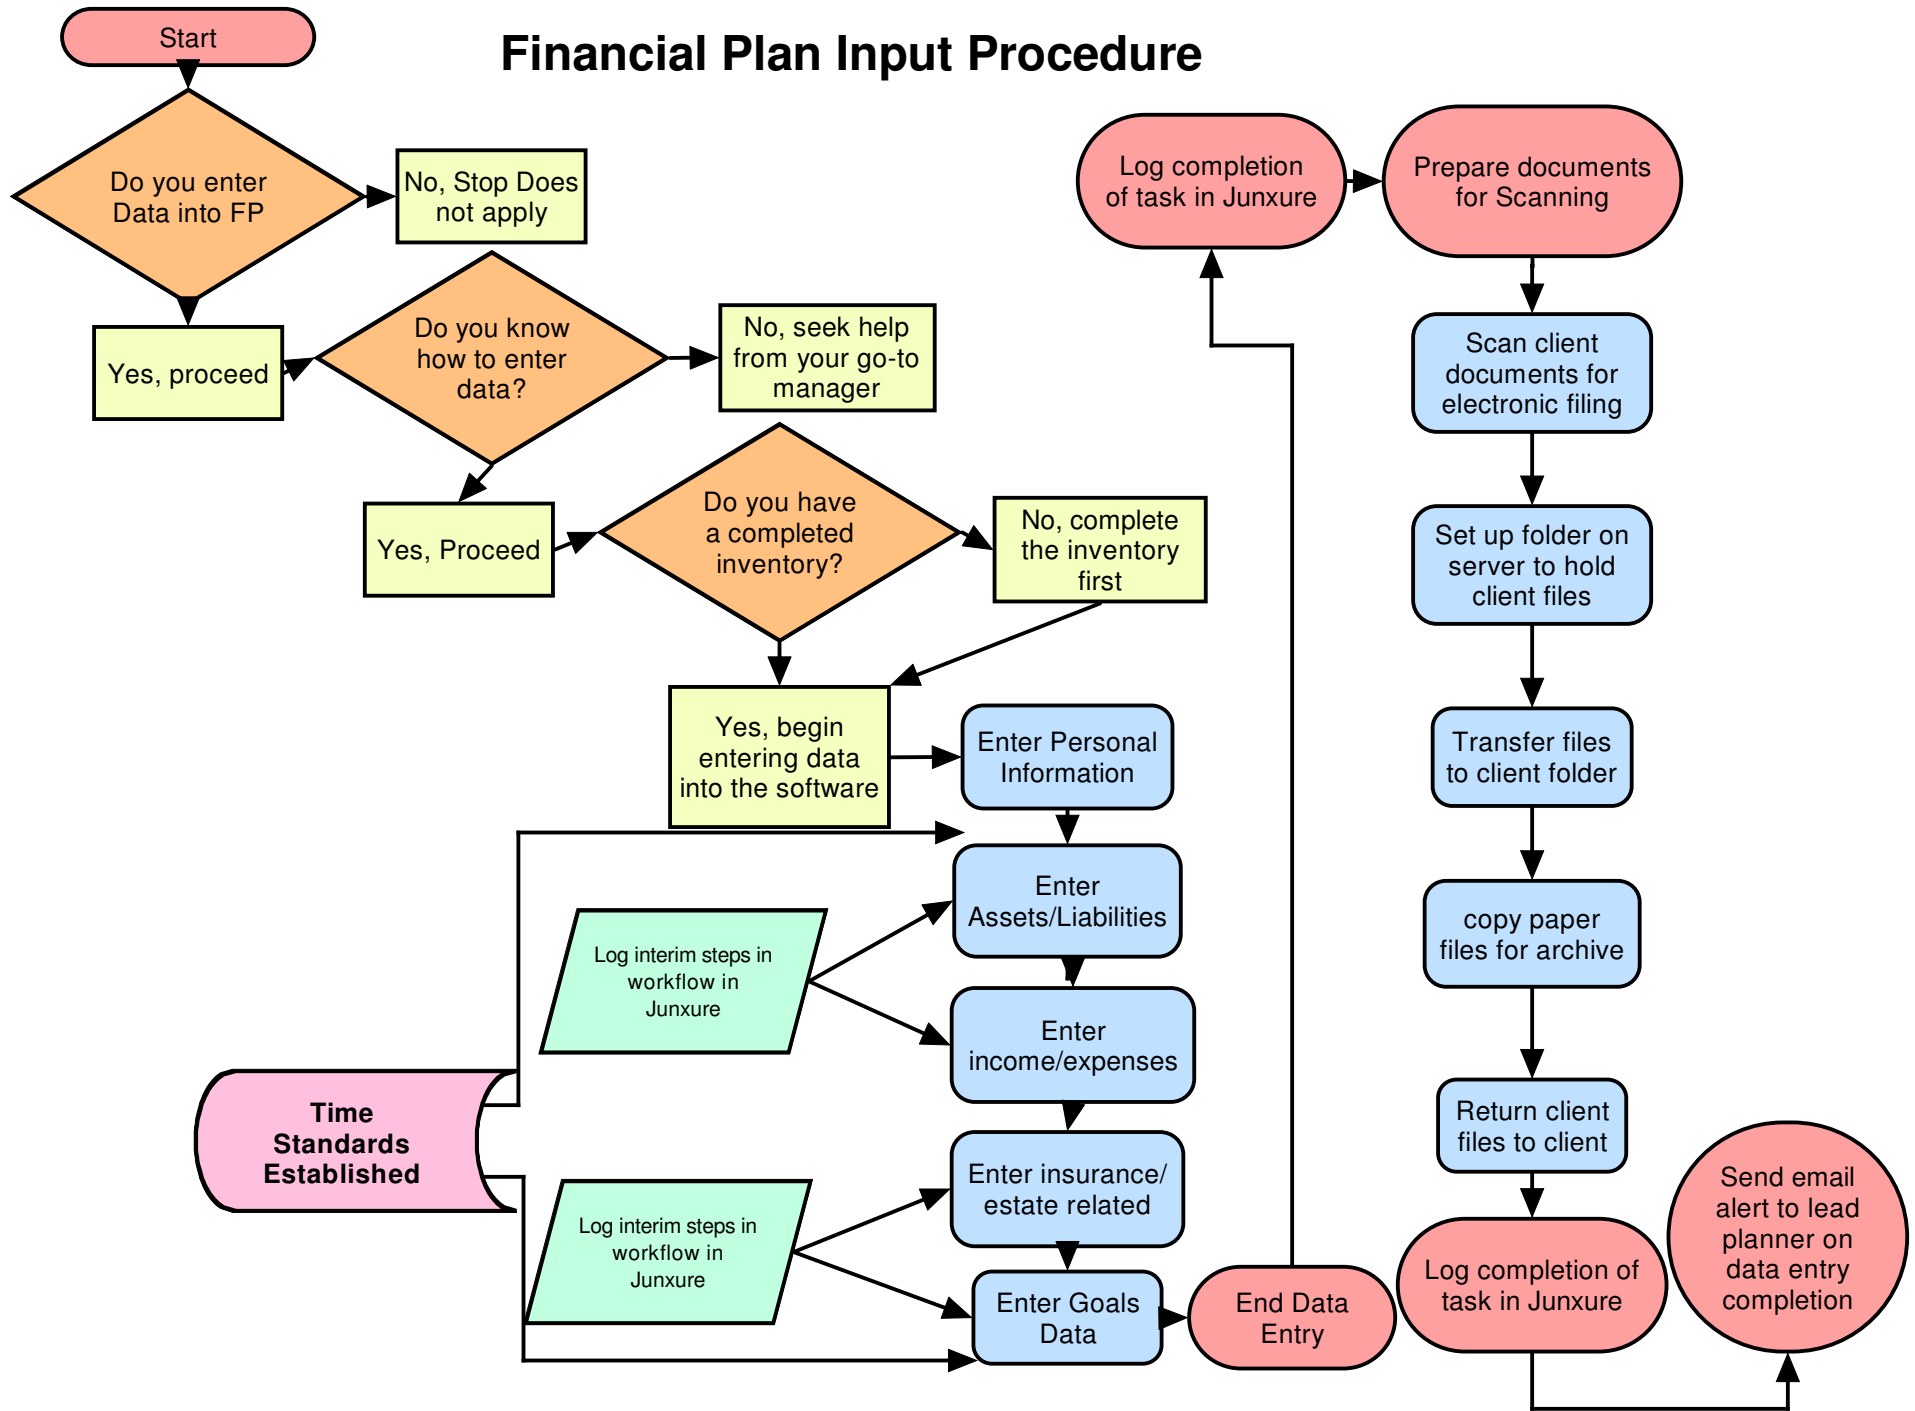 Start
Financial Plan Input Procedure
Do you enter
Data into FP
No, Stop Does
not apply
Yes, proceed
Do you know
how to enter
data?
No, seek help
from your go-to
manager
Yes, Proceed
Do you have
a completed
inventory?
No, complete
the inventory
first
Yes, begin
entering data
into the software
Enter Personal
Information
Enter
Assets/Liabilities
Log interim steps in
workflow in
Junxure
Enter
income/expenses
Time
Standards
Established
Enter insurance/
estate related
Log interim steps in
workflow in
Junxure
Enter Goals
Data
End Data
Entry
Log completion
of task in Junxure
Prepare documents
for Scanning
Scan client
documents for
electronic filing
Set up folder on
server to hold
client files
Transfer files
to client folder
copy paper
files for archive
Return client
files to client
Log completion of
task in Junxure
Send email
alert to lead
planner on
data entry
completion